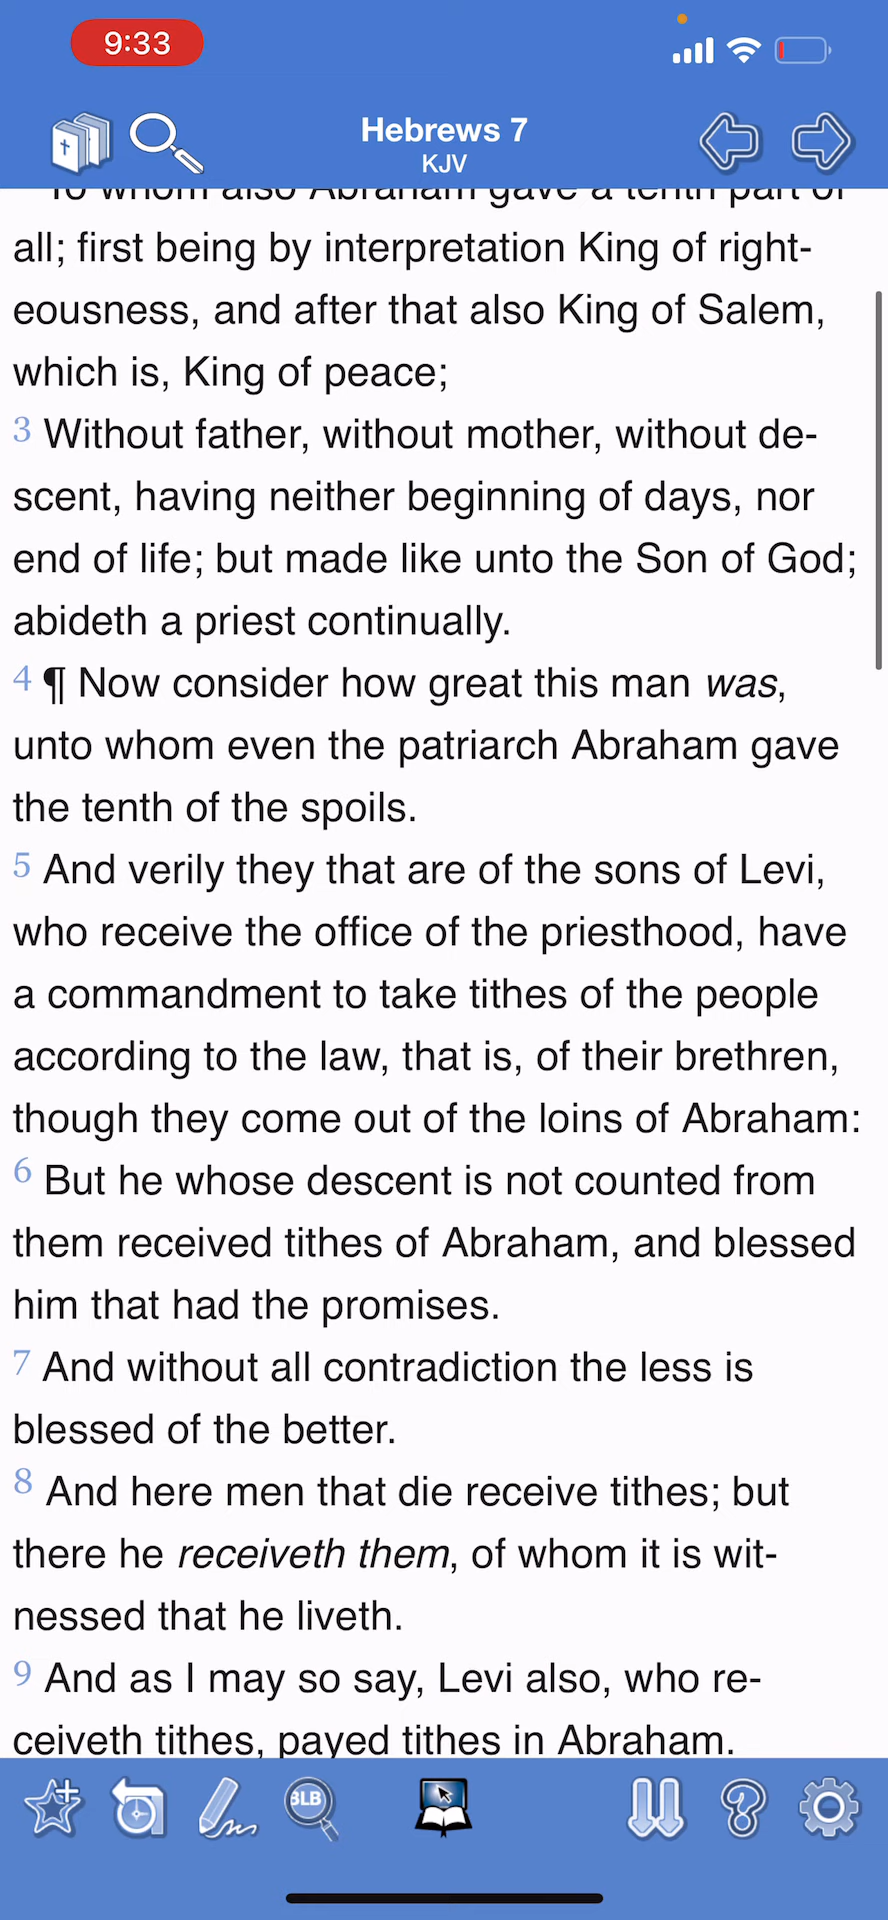 9:33
Hebrews 7
KJV
To whom also Abraham gave a tenth part of
all; first being by interpretation King of right-
eousness, and after that also King of Salem,
which is, King of peace;
3 Without father, without mother, without de-
scent, having neither beginning of days, nor
end of life; but made like unto the Son of God;
abideth a priest continually.
4 ¶ Now consider how great this man was,
unto whom even the patriarch Abraham gave
the tenth of the spoils.
5 And verily they that are of the sons of Levi,
who receive the office of the priesthood, have
a commandment to take tithes of the people
according to the law, that is, of their brethren,
though they come out of the loins of Abraham:
6 But he whose descent is not counted from
them received tithes of Abraham, and blessed
him that had the promises.
7 And without all contradiction the less is
blessed of the better.
8 And here men that die receive tithes; but
there he receiveth them, of whom it is wit-
nessed that he liveth.
9 And as I may so say, Levi also, who re-
ceiveth tithes, payed tithes in Abraham.
BLB